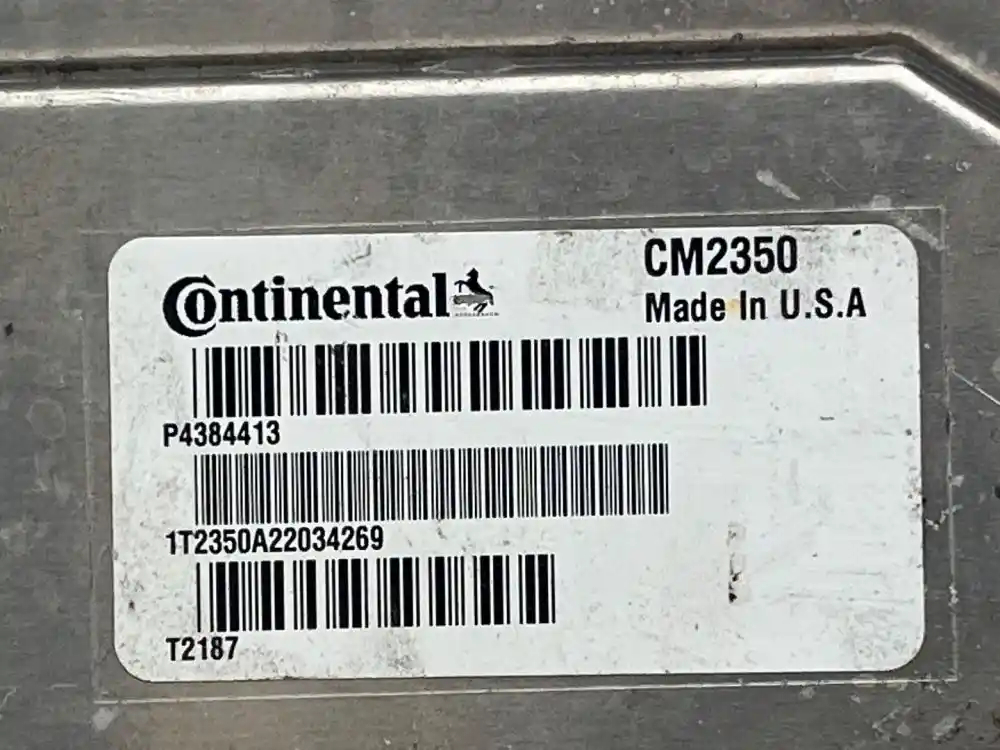 Continental
CM2350
Made In U.S.A
P4384413
1T2350A22034269
T2187